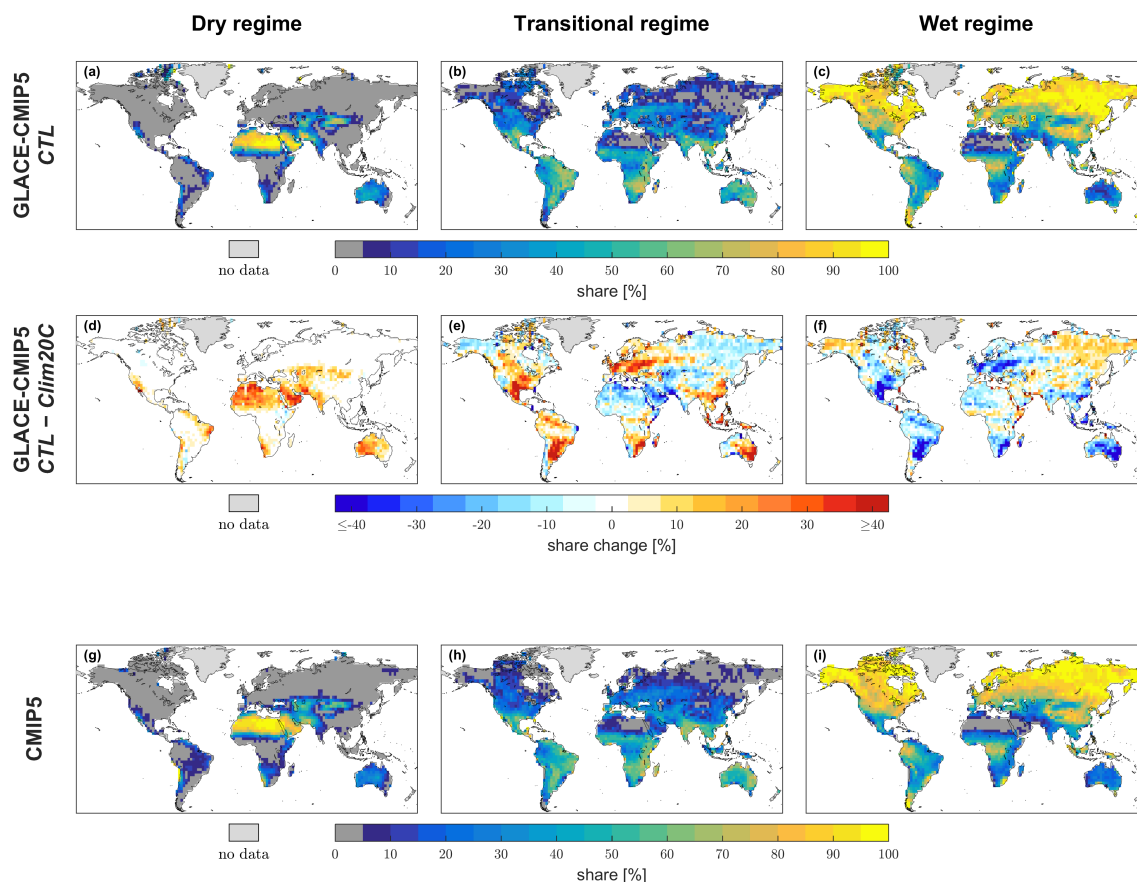 Dry regime
Transitional regime
Wet regime
GLACE-CMIP5
CTL
(a)
(b)
(c)
no data
0 10 20 30 40 50 60 70 80 90 100
share [%]
GLACE-CMIP5
CTL − Clim20C
(d)
(e)
(f)
no data
≤-40 -30 -20 -10 0 10 20 30 ≥40
share change [%]
CMIP5
(g)
(h)
(i)
no data
0 10 20 30 40 50 60 70 80 90 100
share [%]